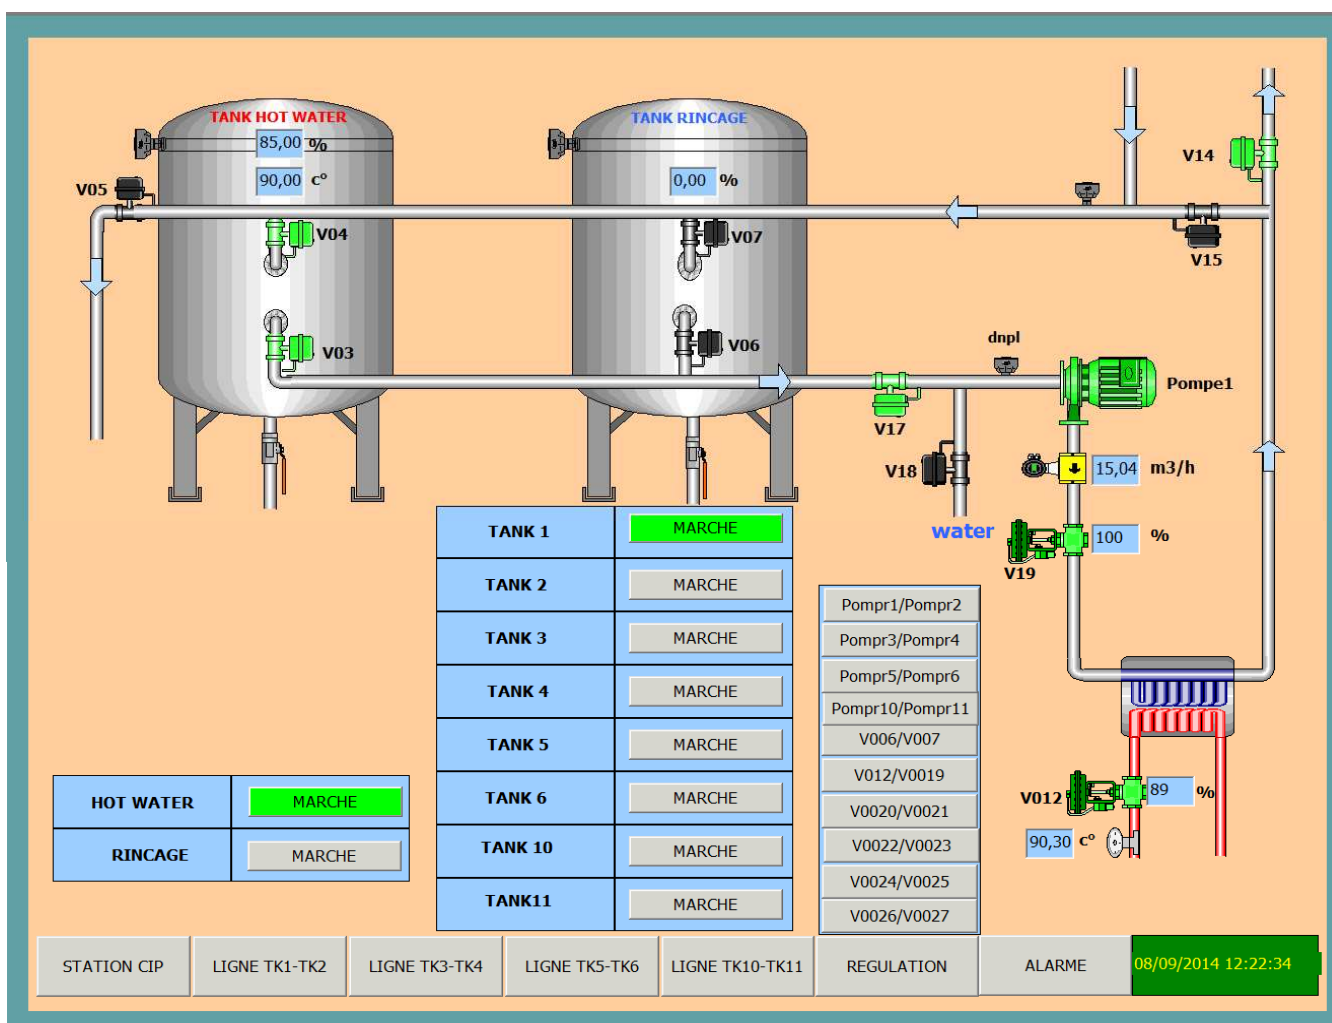 TANK HOT WATER
85,00 %
90,00 c°
TANK RINCAGE
0,00 %
V05
V04
V03
V07
V06
V14
V15
dnpl
Pompe1
V17
V18
water
15,04 m3/h
100 %
V19
V012
89 %
90,30 c°
TANK 1 MARCHE
TANK 2 MARCHE
TANK 3 MARCHE
TANK 4 MARCHE
TANK 5 MARCHE
TANK 6 MARCHE
TANK 10 MARCHE
TANK11 MARCHE
Pompr1/Pompr2
Pompr3/Pompr4
Pompr5/Pompr6
Pompr10/Pompr11
V006/V007
V012/V0019
V0020/V0021
V0022/V0023
V0024/V0025
V0026/V0027
HOT WATER MARCHE
RINCAGE MARCHE
STATION CIP
LIGNE TK1-TK2
LIGNE TK3-TK4
LIGNE TK5-TK6
LIGNE TK10-TK11
REGULATION
ALARME
08/09/2014 12:22:34